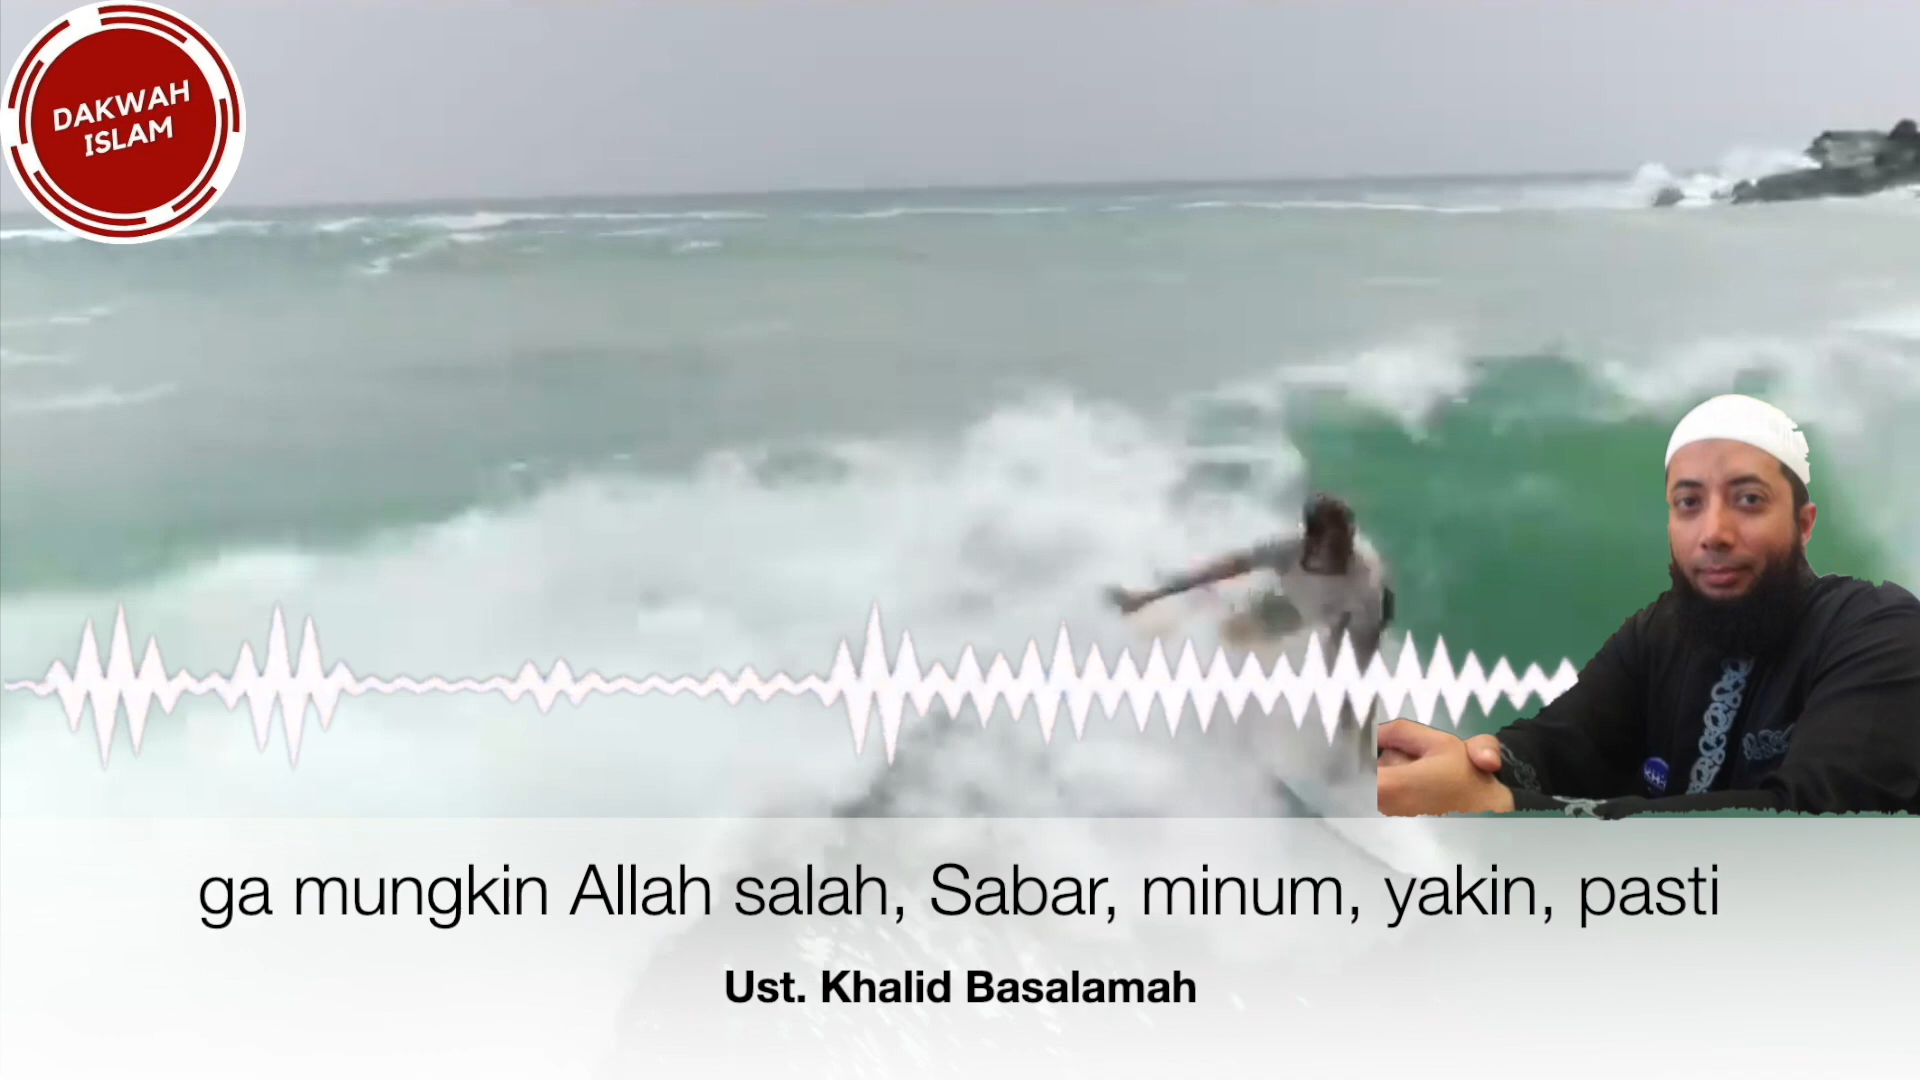 DAKWAH
ISLAM
ga mungkin Allah salah, Sabar, minum, yakin, pasti
Ust. Khalid Basalamah